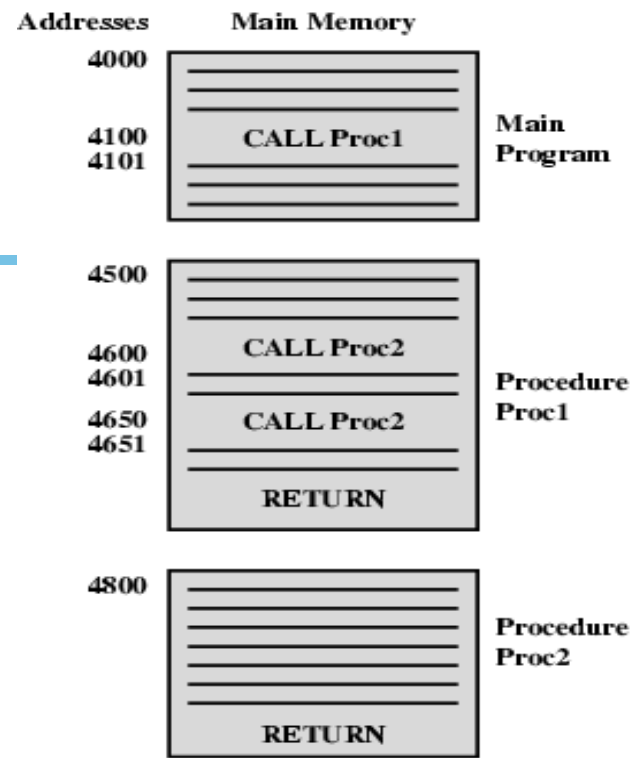 Addresses Main Memory
4000
4100 CALL Proc1 Main
4101 Program
4500
4600 CALL Proc2
4601 Procedure
4650 CALL Proc2 Proc1
4651
RETURN
4800
Procedure
Proc2
RETURN